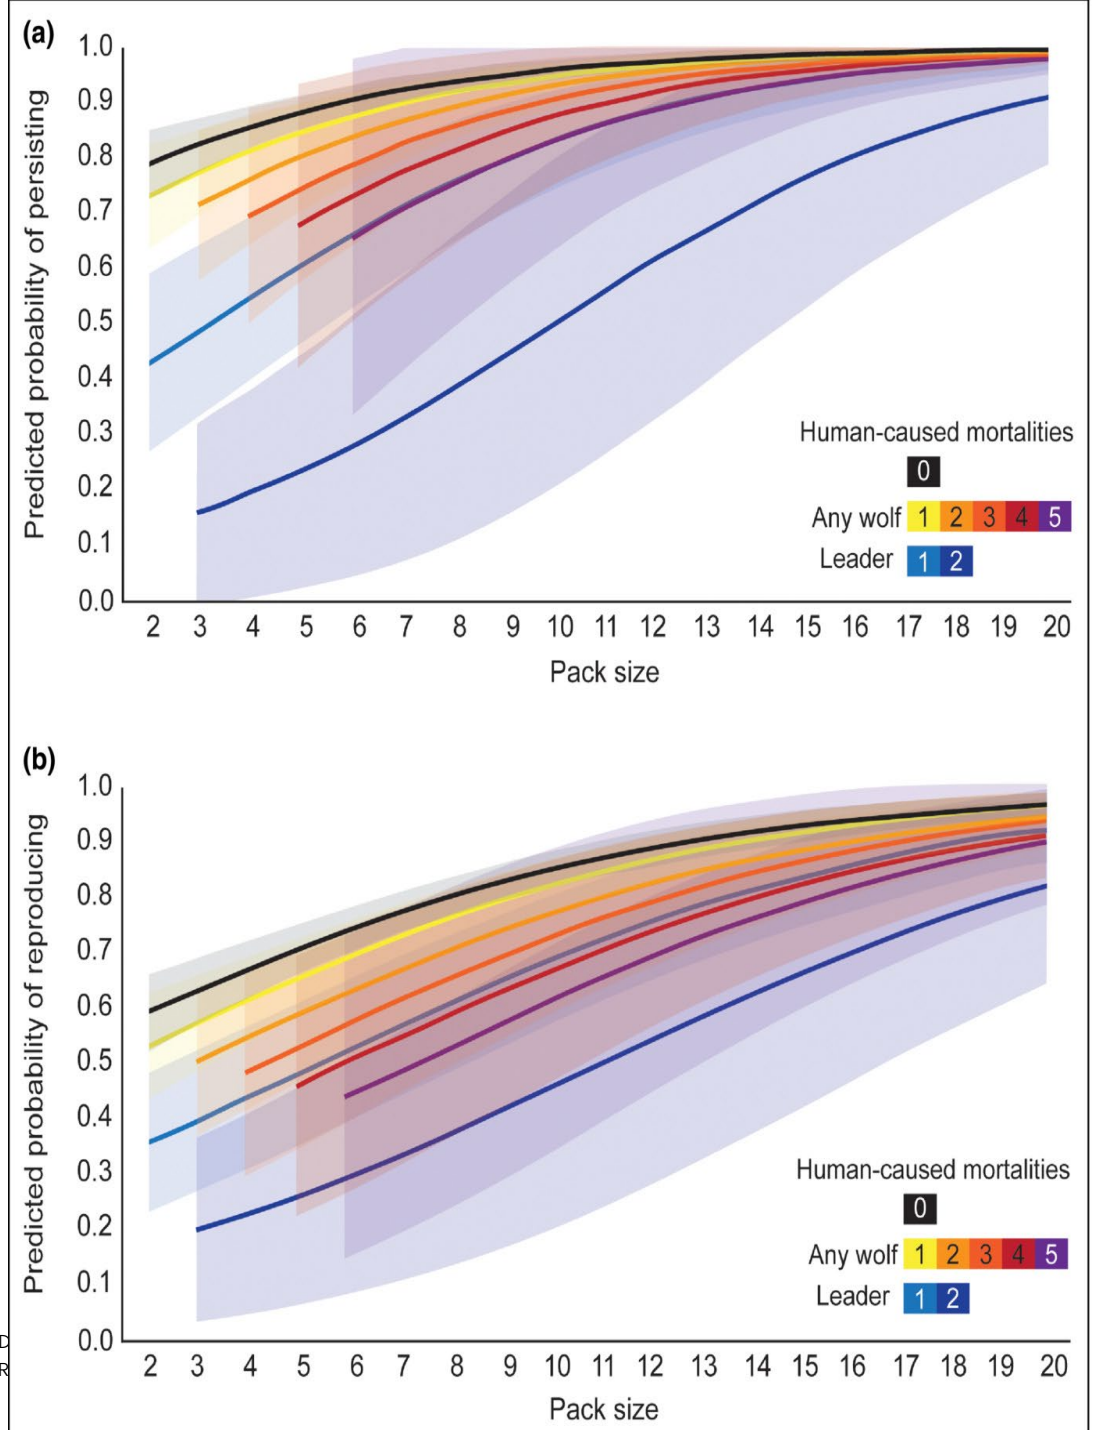 (a)
Predicted probability of persisting
1.0
0.9
0.8
0.7
0.6
0.5
0.4
0.3
0.2
0.1
0.0
2 3 4 5 6 7 8 9 10 11 12 13 14 15 16 17 18 19 20
Pack size
Human-caused mortalities
0
Any wolf 1 2 3 4 5
Leader 1 2
(b)
Predicted probability of reproducing
1.0
0.9
0.8
0.7
0.6
0.5
0.4
0.3
0.2
0.1
0.0
2 3 4 5 6 7 8 9 10 11 12 13 14 15 16 17 18 19 20
Pack size
Human-caused mortalities
0
Any wolf 1 2 3 4 5
Leader 1 2